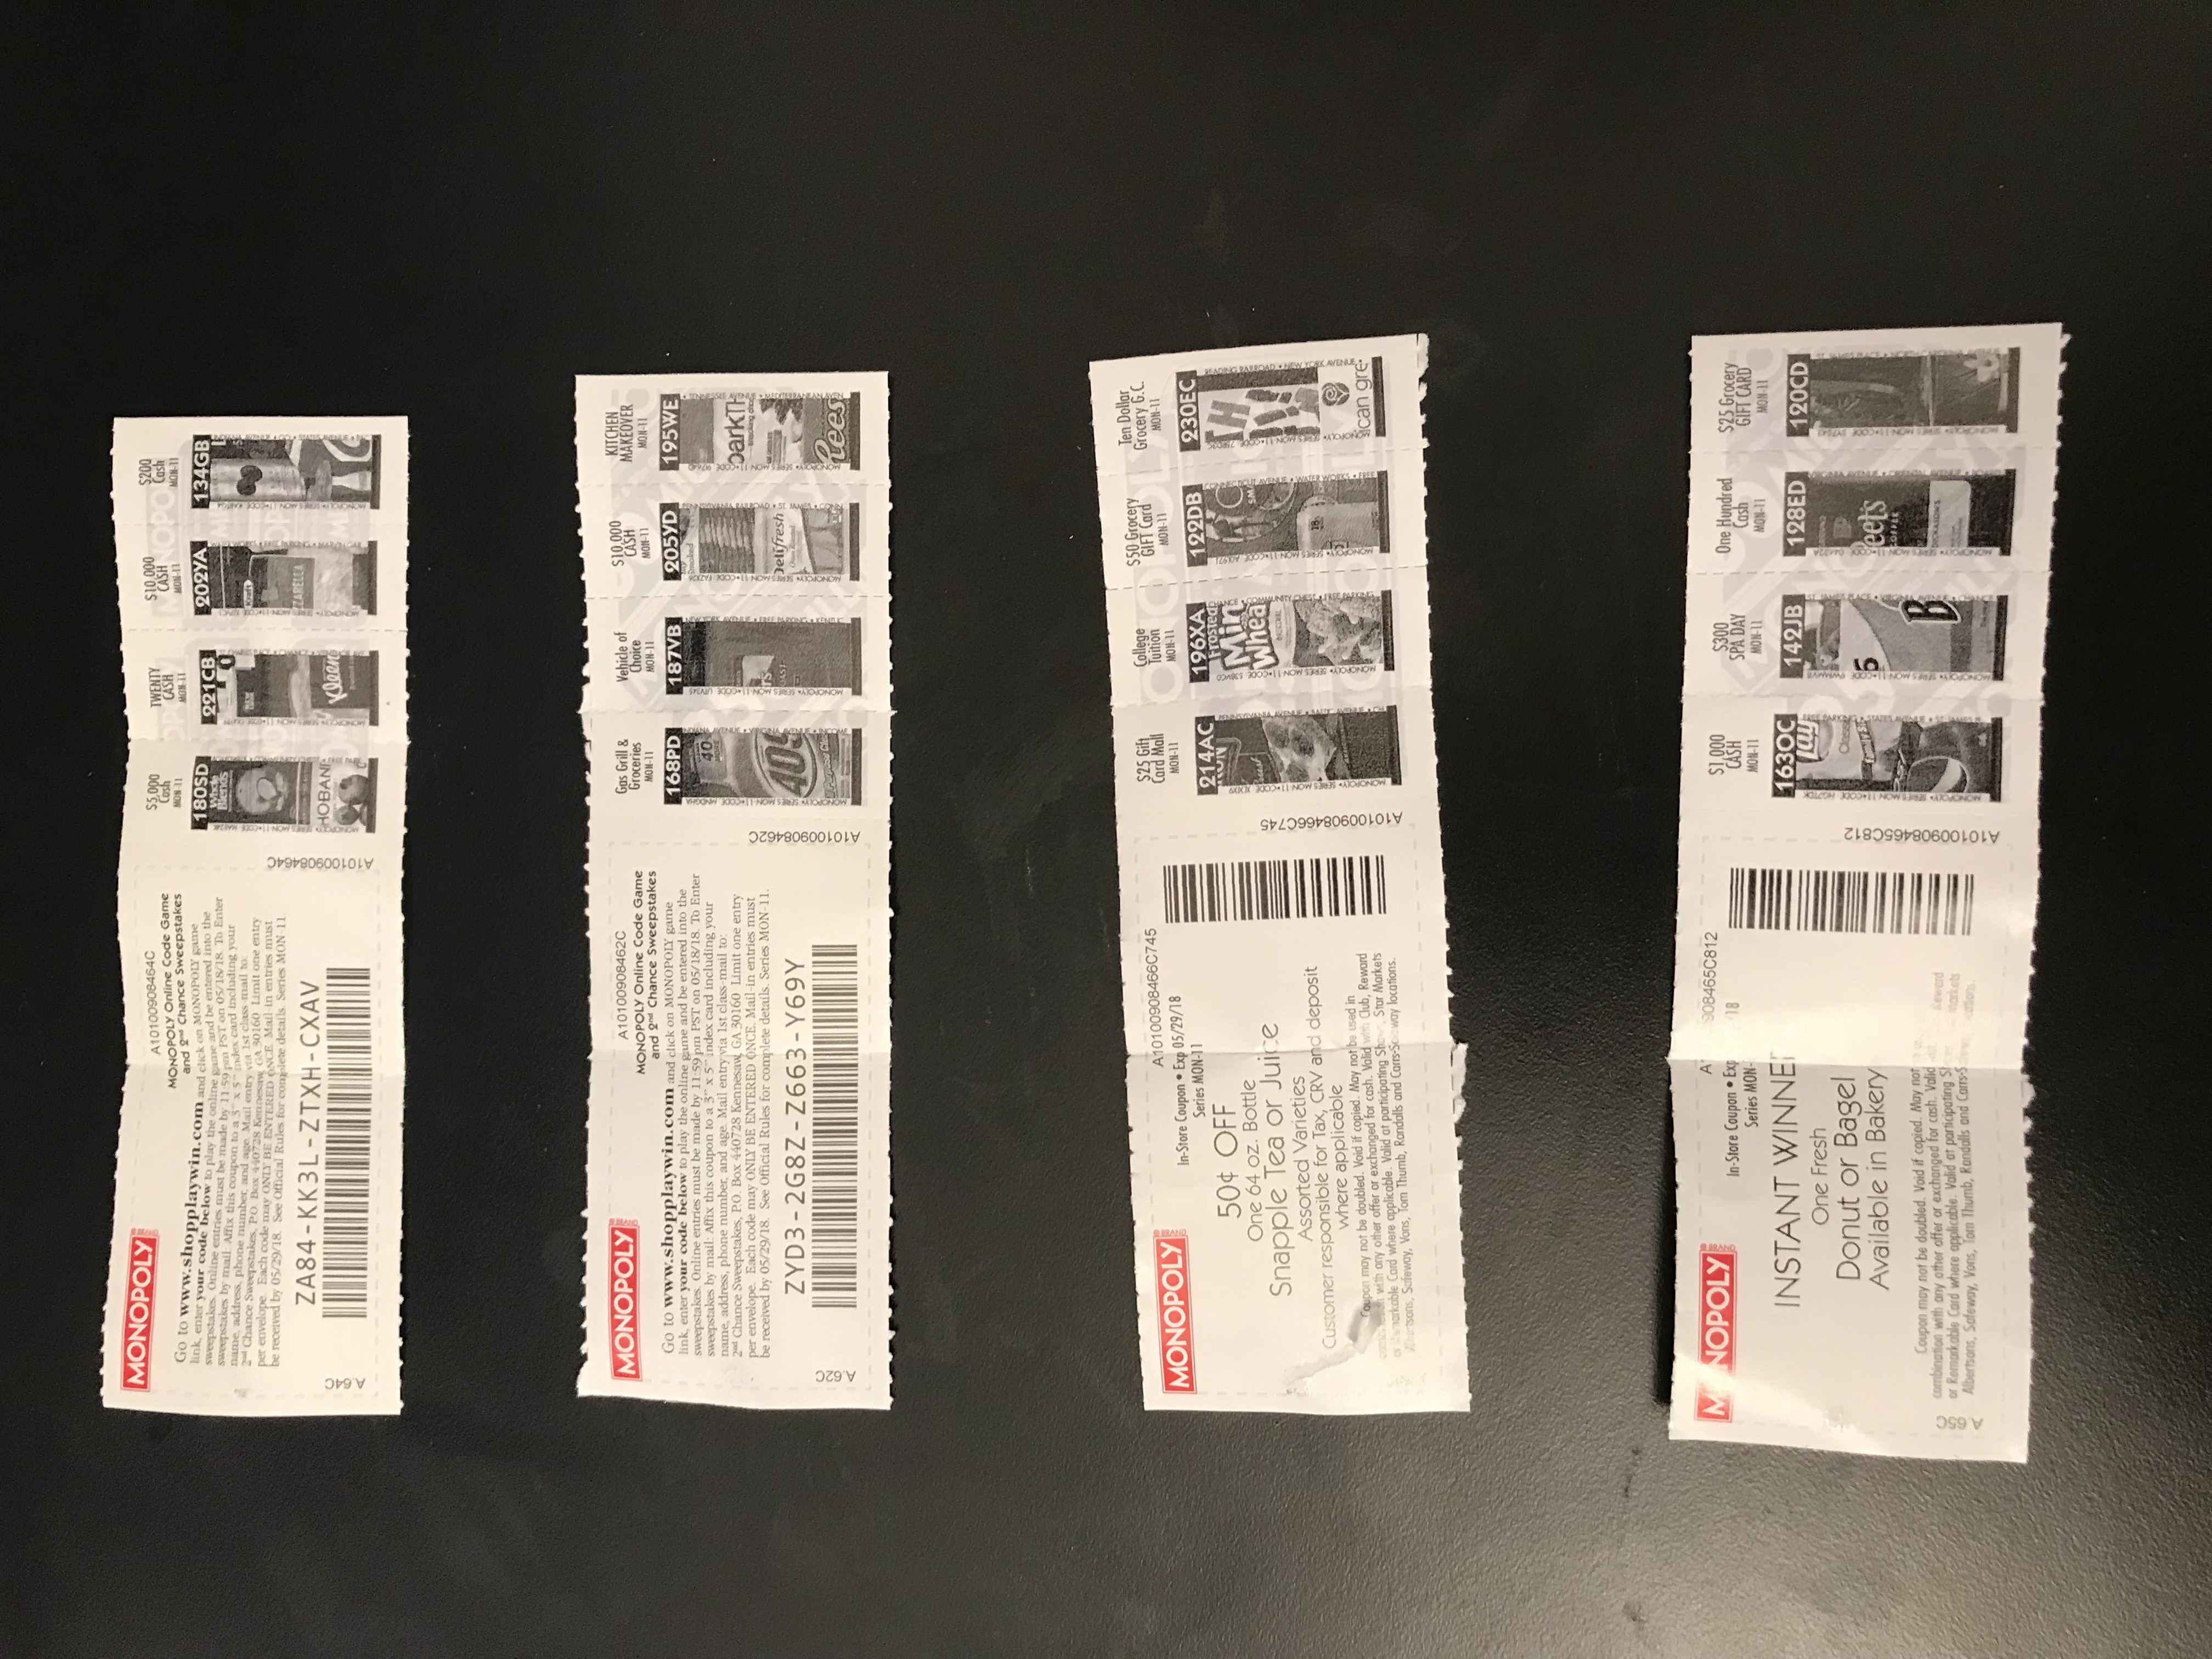 MONOPOLY
A10100908464C
MONOPOLY Online Code Game
and 2nd Chance Sweepstakes
Go to www.shopplaywin.com and click on MONOPOLY game
link, enter your code below to play the online game and be entered into the
sweepstakes. Online entries must be made by 11:59 pm PST on 05/18/18. To Enter
sweepstakes by mail: Affix this coupon to a 3" x 5" index card including your
name, address, phone number, and age. Mail entry via 1st class-mail to:
2nd Chance Sweepstakes, P.O. Box 440728 Kennesaw, GA 30160 Limit one entry
per envelope. Each code may ONLY BE ENTERED ONCE. Mail-in entries must
be received by 05/29/18. See Official Rules for complete details. Series MON-11.
ZA84-KK3L-ZTXH-CXAV
A.64C
A10100908464C
$5,000
Cash
MON-11
180SD
Whole
Blends
HOBANI
TWENTY
CASH
MON-11
221CB
Kleen
$10,000
CASH
MON-11
202YA
Kraft
ZZARELLA
$200
Cash
MON-11
134GB
MONOPOLY
A10100908462C
MONOPOLY Online Code Game
and 2nd Chance Sweepstakes
Go to www.shopplaywin.com and click on MONOPOLY game
link, enter your code below to play the online game and be entered into the
sweepstakes. Online entries must be made by 11:59 pm PST on 05/18/18. To Enter
sweepstakes by mail: Affix this coupon to a 3" x 5" index card including your
name, address, phone number, and age. Mail entry via 1st class-mail to:
2nd Chance Sweepstakes, P.O. Box 440728 Kennesaw, GA 30160 Limit one entry
per envelope. Each code may ONLY BE ENTERED ONCE. Mail-in entries must
be received by 05/29/18. See Official Rules for complete details. Series MON-11.
ZYD3-2G8Z-Z663-Y69Y
A.62C
A10100908462C
Gas Grill &
Groceries
MON-11
168PD
40
MORE
409
Vehicle of
Choice
MON-11
187VB
$10,000
CASH
MON-11
205YD
Smoked
Delifresh
KITCHEN
MAKEOVER
MON-11
195WE
parkTH
Rees
MONOPOLY
A10100908466C745
In-Store Coupon • Exp 05/29/18
Series MON-11
50¢ OFF
One 64 oz. Bottle
Snapple Tea or Juice
Assorted Varieties
Customer responsible for Tax, CRV and deposit
where applicable
Coupon may not be doubled. Void if copied. May not be used in
with any other offer or exchanged for cash. Valid with Club, Reward
or Remarkable Card where applicable. Valid at participating Star Markets
Albertsons, Safeway, Vons, Tom Thumb, Randalls and Carrs-Safeway locations.
A10100908466C745
$25 Gift
Card Mall
MON-11
214AC
College
Tuition
MON-11
196XA
Frosted
Min
Whea
$50 Grocery
GIFT Card
MON-11
122DB
18
Ten Dollar
Grocery G.C.
MON-11
230EC
can gre
MONOPOLY
908465C812
In-Store Coupon • Exp /18
Series MON-
INSTANT WINNE
One Fresh
Donut or Bagel
Available in Bakery
Coupon may not be doubled. Void if copied. May not
combination with any other offer or exchanged for cash. Valid Reward
or Remarkable Card where applicable. Valid at participating Markets
Albertsons, Safeway, Vons, Tom Thumb, Randalls and Carrs-S
A.65C
A10100908465C812
$1,000
CASH
MON-11
163OC
Lay
Classic
$300
SPA DAY
MON-11
142JB
B
One Hundred
Cash
MON-11
128ED
eet's
COFFEE
DICKASON'S
$25 Grocery
GIFT CARD
MON-11
120CD